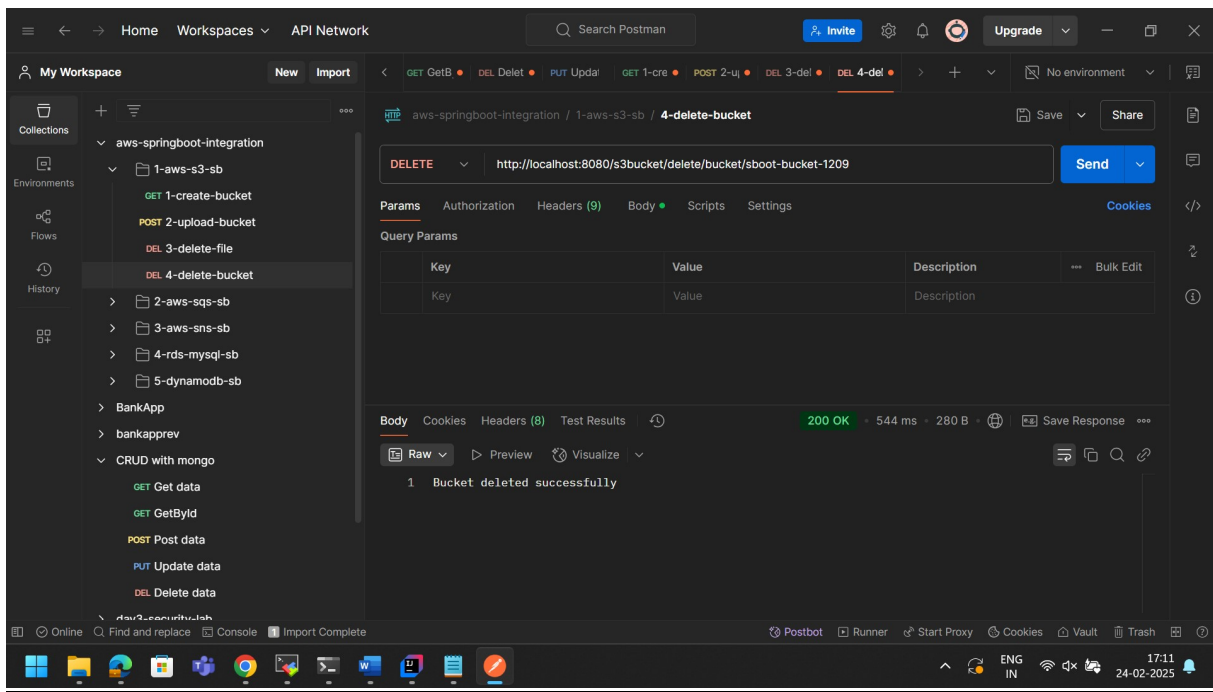 Home Workspaces API Network Search Postman Invite Upgrade
My Workspace New Import GET GetB DEL Delet PUT Updat GET 1-cre POST 2-u DEL 3-del DEL 4-del No environment
Collections
Environments
Flows
History
aws-springboot-integration
1-aws-s3-sb
GET 1-create-bucket
POST 2-upload-bucket
DEL 3-delete-file
DEL 4-delete-bucket
2-aws-sqs-sb
3-aws-sns-sb
4-rds-mysql-sb
5-dynamodb-sb
BankApp
bankapprev
CRUD with mongo
GET Get data
GET GetById
POST Post data
PUT Update data
DEL Delete data
day3-security-lab
HTTP aws-springboot-integration / 1-aws-s3-sb / 4-delete-bucket Save Share
DELETE http://localhost:8080/s3bucket/delete/bucket/sboot-bucket-1209 Send
Params Authorization Headers (9) Body Scripts Settings Cookies
Query Params
Key Value Description Bulk Edit
Key Value Description
Body Cookies Headers (8) Test Results 200 OK 544 ms 280 B e.g. Save Response
Raw Preview Visualize
1 Bucket deleted successfully
Online Find and replace Console 1 Import Complete Postbot Runner Start Proxy Cookies Vault Trash
ENG 17:11
IN 24-02-2025